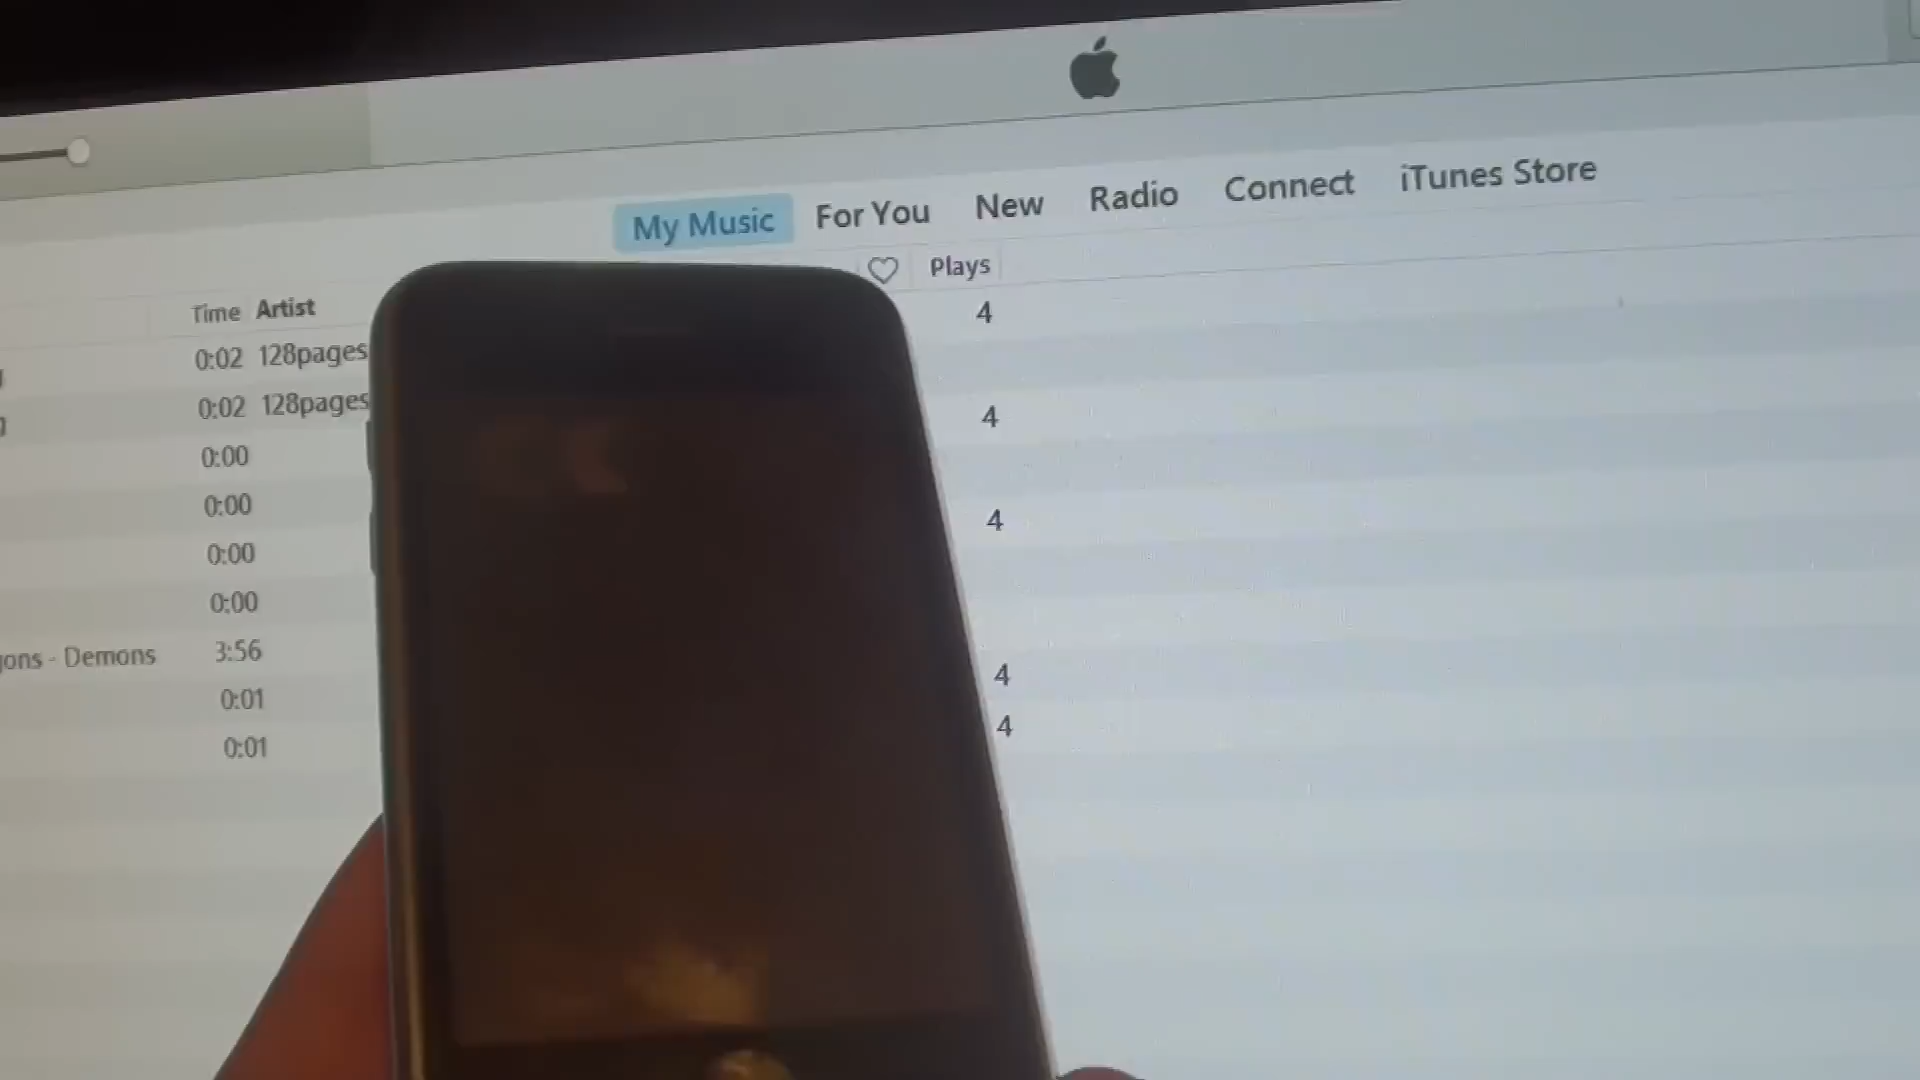 My Music For You New Radio Connect iTunes Store
Time Artist Plays
0:02 128pages 4
0:02 128pages 4
0:00
0:00 4
0:00
0:00
ons - Demons 3:56 4
0:01 4
0:01